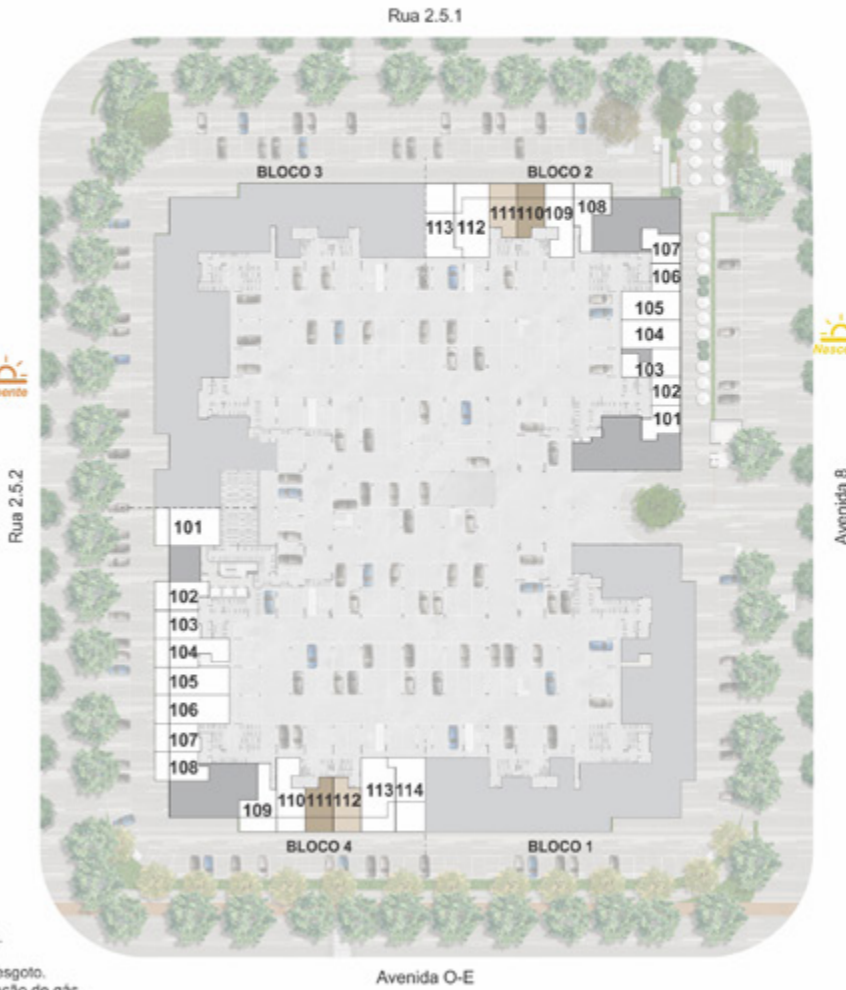 Rua 2.5.1
BLOCO 3
BLOCO 2
113 112 111 110 109 108
107
106
105
104
103
102
101
Rua 2.5.2
Avenida 8
101
102
103
104
105
106
107
108
109 110 111 112 113 114
BLOCO 4
BLOCO 1
esgoto.
Avenida O-E